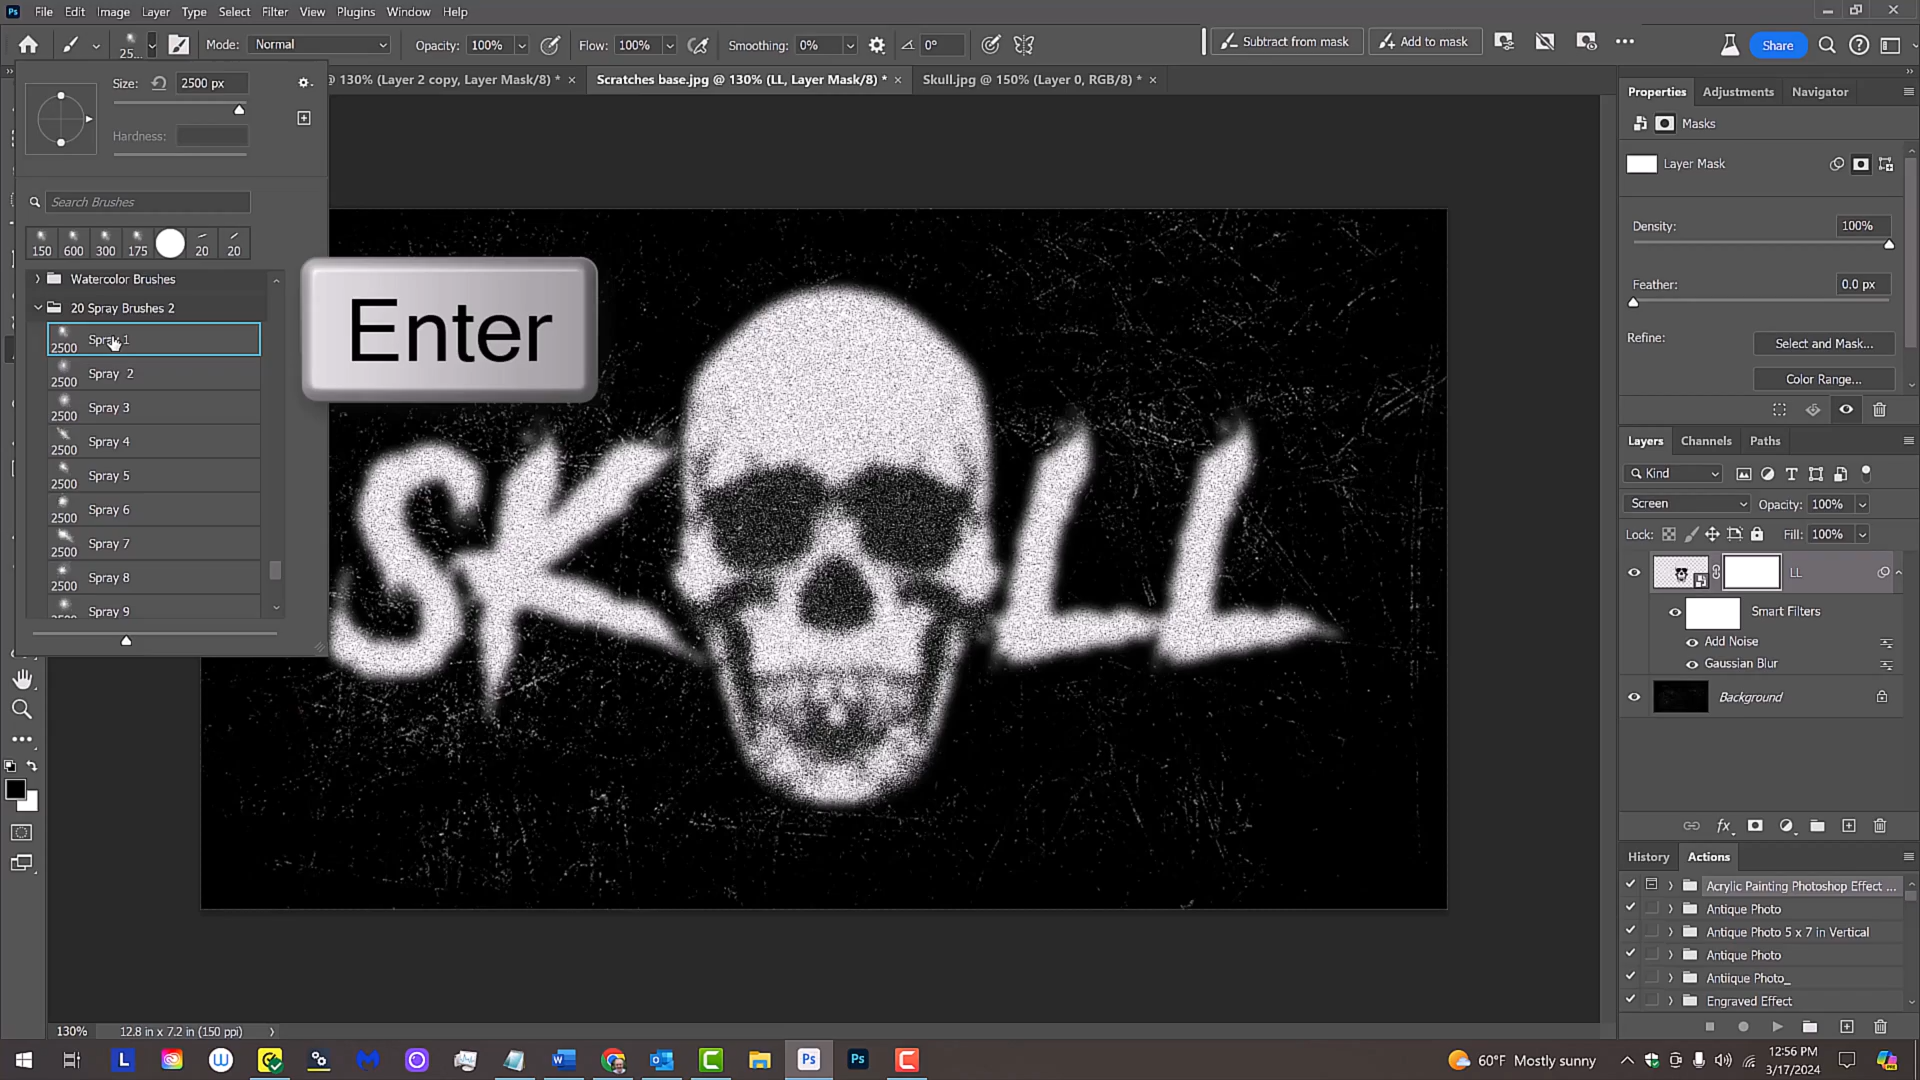 Ps File Edit Image Layer Type Select Filter View Plugins Window Help
25... Mode: Normal Opacity: 100% Flow: 100% Smoothing: 0% 0° Subtract from mask Add to mask Share
@ 130% (Layer 2 copy, Layer Mask/8) * × Scratches base.jpg @ 130% (LL, Layer Mask/8) * × Skull.jpg @ 150% (Layer 0, RGB/8) * ×
Size: 2500 px
Hardness:
Search Brushes
150 600 300 175 20 20
Watercolor Brushes
20 Spray Brushes 2
Spray 1
2500
Spray 2
2500
Spray 3
2500
Spray 4
2500
Spray 5
2500
Spray 6
2500
Spray 7
2500
Spray 8
2500
Spray 9
Enter
SK LL
Properties Adjustments Navigator
Masks
Layer Mask
Density: 100%
Feather: 0.0 px
Refine: Select and Mask...
Color Range...
Layers Channels Paths
Kind
Screen Opacity: 100%
Lock: Fill: 100%
LL
Smart Filters
Add Noise
Gaussian Blur
Background
fx
History Actions
Acrylic Painting Photoshop Effect ...
Antique Photo
Antique Photo 5 x 7 in Vertical
Antique Photo
Antiique Photo_
Engraved Effect
130% 12.8 in x 7.2 in (150 ppi)
L W Ps Ps C C
60°F Mostly sunny
12:56 PM
3/17/2024